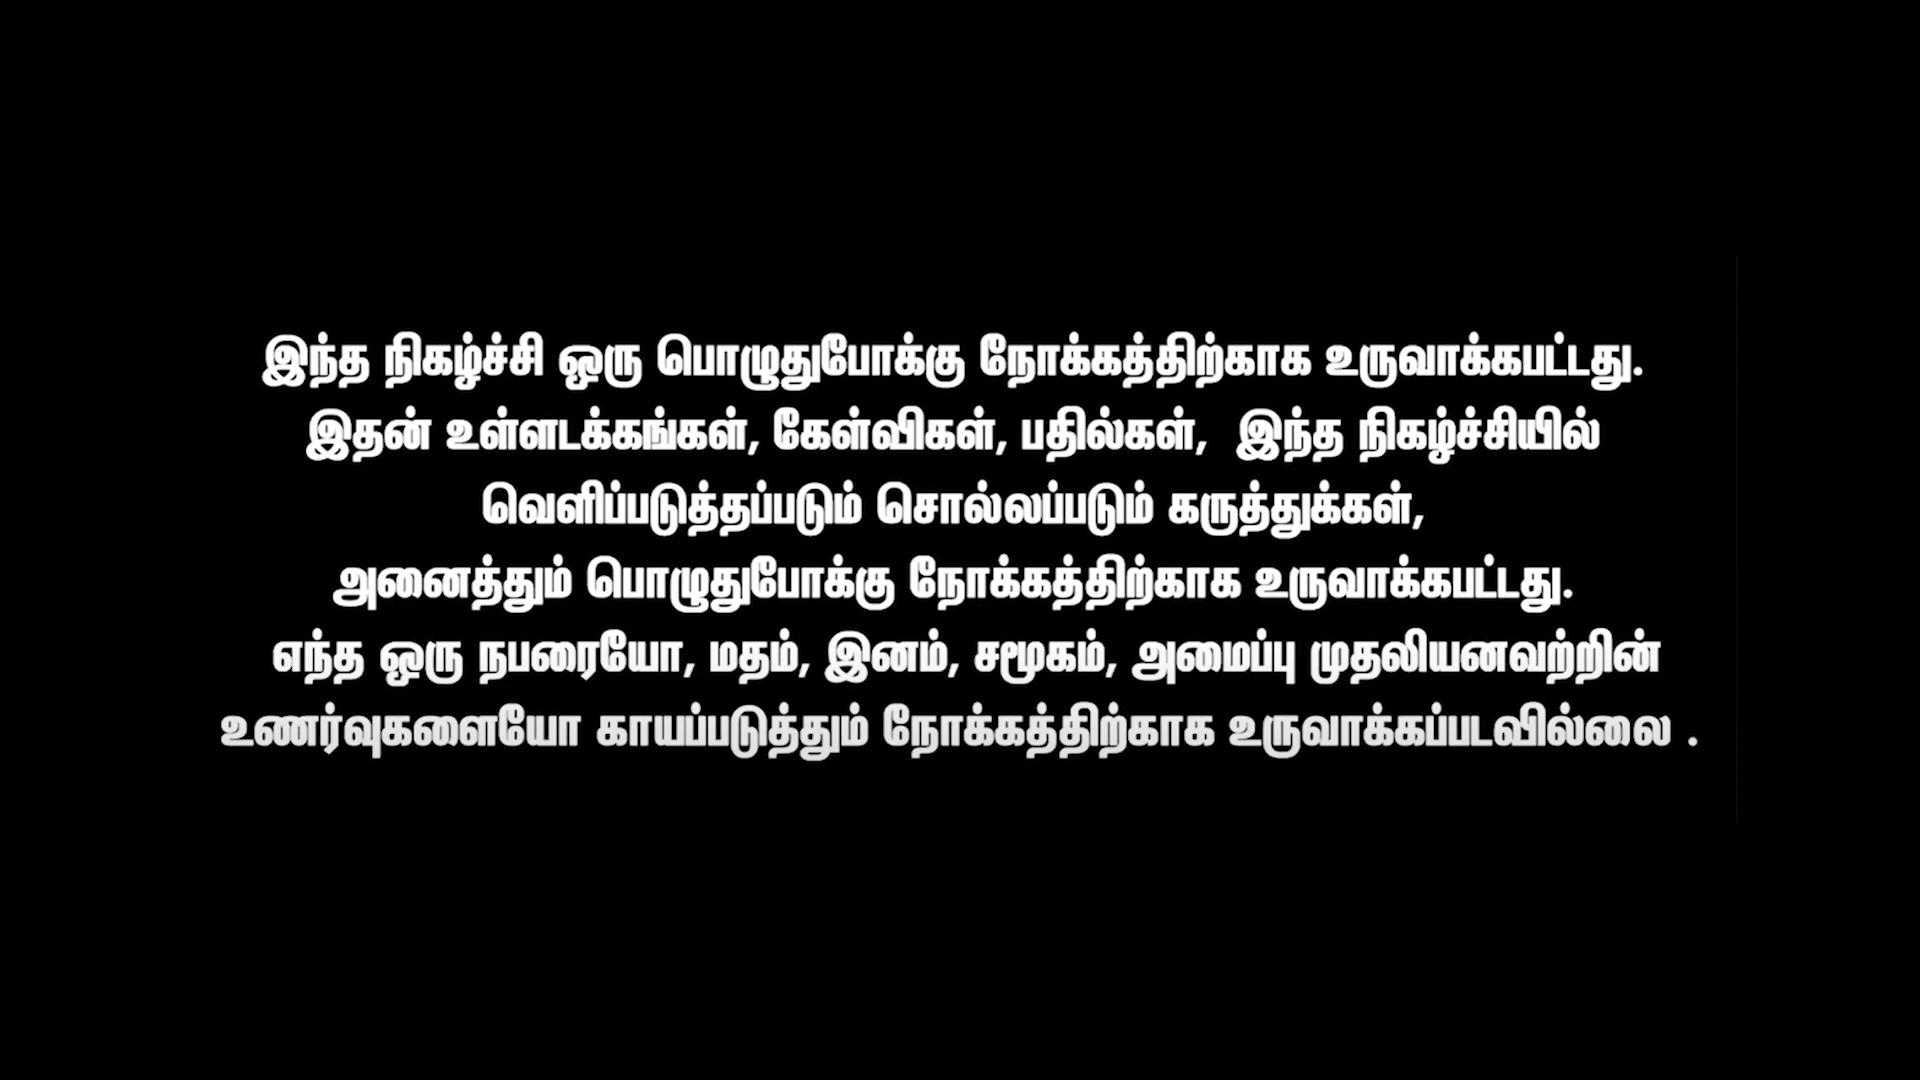 இந்த நிகழ்ச்சி ஒரு பொழுதுபோக்கு நோக்கத்திற்காக உருவாக்கபட்டது.
இதன் உள்ளடக்கங்கள், கேள்விகள், பதில்கள்,  இந்த நிகழ்ச்சியில்
வெளிப்படுத்தப்படும் சொல்லப்படும் கருத்துக்கள்,
அனைத்தும் பொழுதுபோக்கு நோக்கத்திற்காக உருவாக்கபட்டது.
எந்த ஒரு நபரையோ, மதம், இனம், சமூகம், அமைப்பு முதலியனவற்றின்
உணர்வுகளையோ காயப்படுத்தும் நோக்கத்திற்காக உருவாக்கப்படவில்லை .